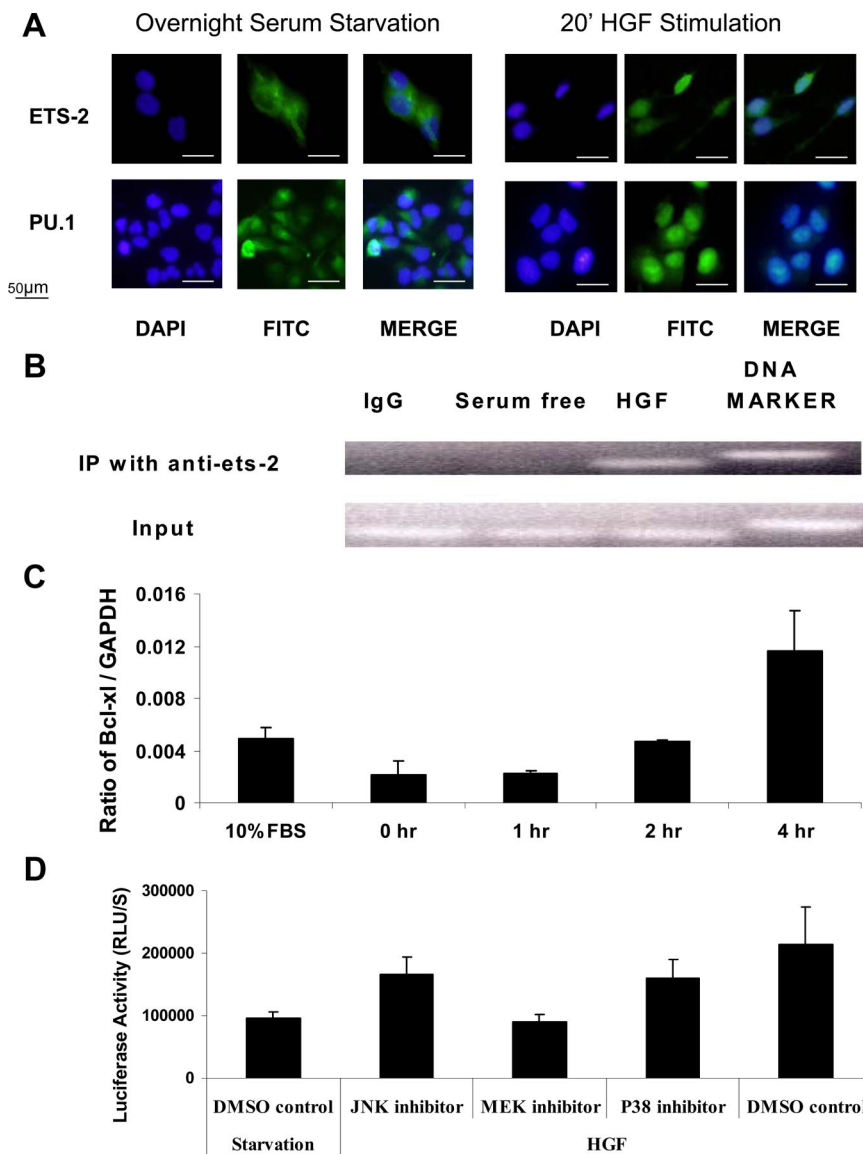 A
Overnight Serum Starvation
20' HGF Stimulation
ETS-2
PU.1
50μm
DAPI FITC MERGE DAPI FITC MERGE
B
IgG Serum free HGF DNA MARKER
IP with anti-ets-2
Input
C
Ratio of Bcl-xl / GAPDH
0.016
0.012
0.008
0.004
0
10%FBS 0 hr 1 hr 2 hr 4 hr
D
Luciferase Activity (RLU/S)
300000
200000
100000
0
DMSO control JNK inhibitor MEK inhibitor P38 inhibitor DMSO control
Starvation HGF